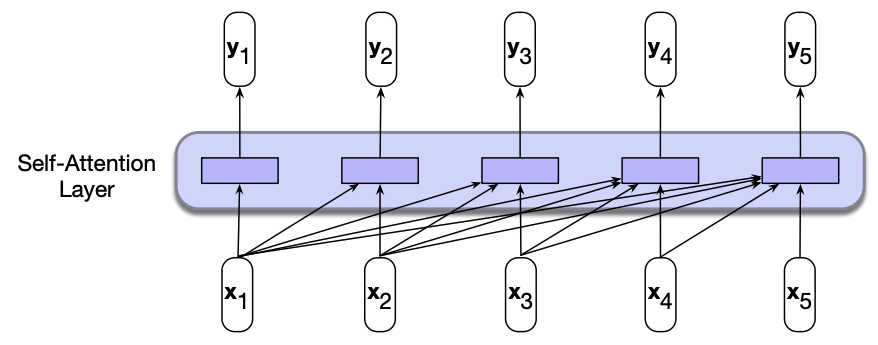 y1 y2 y3 y4 y5
Self-Attention
Layer
x1 x2 x3 x4 x5